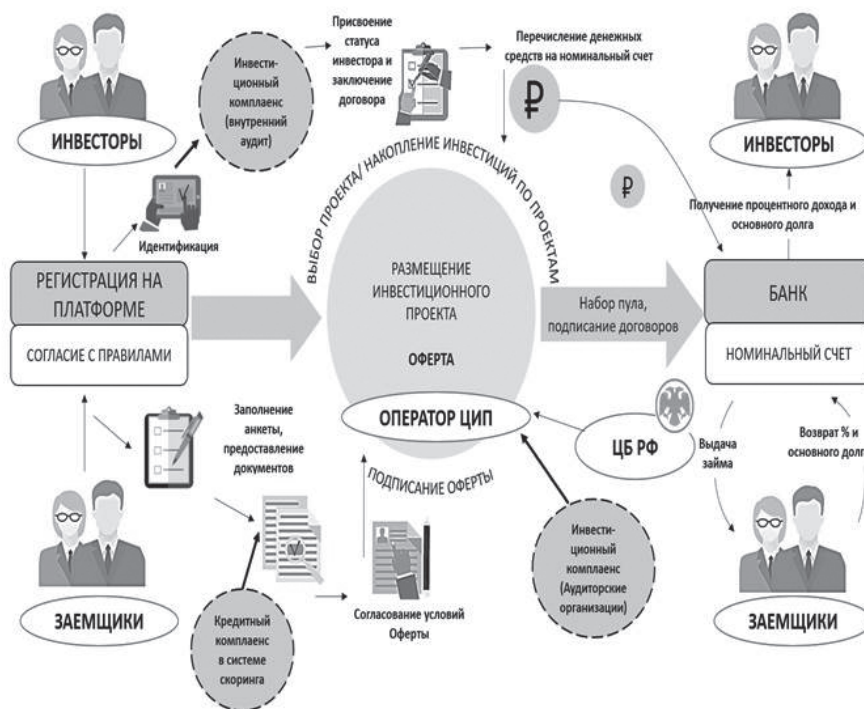 Присвоение
статуса
инвестора и
заключение
договора
Перечисление денежных
средств на номинальный счет
Инвести-
ционный
комплаенс
(внутренний
аудит)
₽
₽
ИНВЕСТОРЫ
ИНВЕСТОРЫ
Идентификация
ВЫБОР ПРОЕКТА/ НАКОПЛЕНИЕ ИНВЕСТИЦИЙ ПО ПРОЕКТАМ
Получение процентного дохода и
основного долга
РЕГИСТРАЦИЯ НА
ПЛАТФОРМЕ
СОГЛАСИЕ С ПРАВИЛАМИ
РАЗМЕЩЕНИЕ
ИНВЕСТИЦИОННОГО
ПРОЕКТА
ОФЕРТА
Набор пула,
подписание договоров
БАНК
НОМИНАЛЬНЫЙ СЧЕТ
ОПЕРАТОР ЦИП
ЦБ РФ
Заполнение
анкеты,
предоставление
документов
Выдача
займа
Возврат % и
основного долг
ПОДПИСАНИЕ ОФЕРТЫ
Инвести-
ционный
комплаенс
(Аудиторские
организации)
Согласование условий
Оферты
Кредитный
комплаенс
в системе
скоринга
ЗАЕМЩИКИ
ЗАЕМЩИКИ